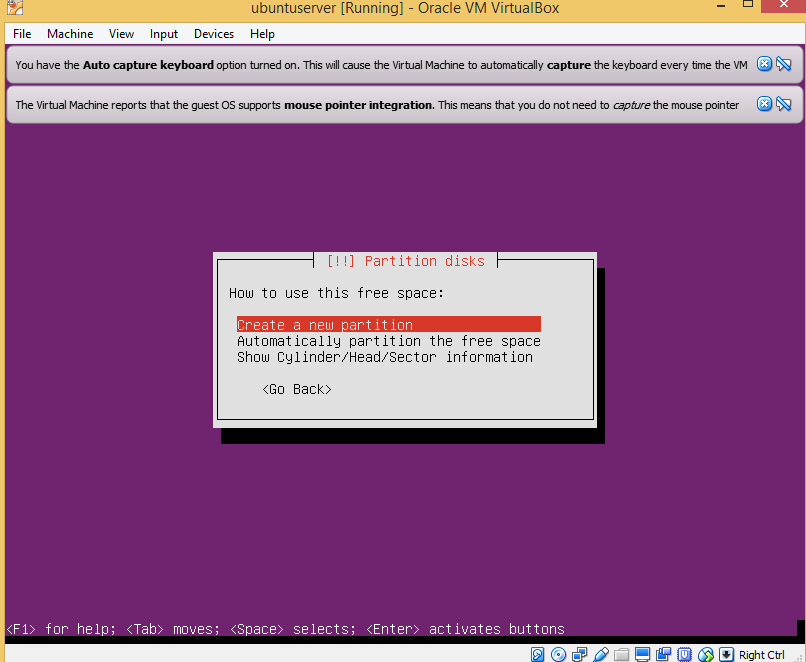 ubuntuserver [Running] - Oracle VM VirtualBox
File Machine View Input Devices Help
You have the Auto capture keyboard option turned on. This will cause the Virtual Machine to automatically capture the keyboard every time the VM
The Virtual Machine reports that the guest OS supports mouse pointer integration. This means that you do not need to capture the mouse pointer
[!!] Partition disks
How to use this free space:
Create a new partition
Automatically partition the free space
Show Cylinder/Head/Sector information
<Go Back>
<F1> for help; <Tab> moves; <Space> selects; <Enter> activates buttons
Right Ctrl